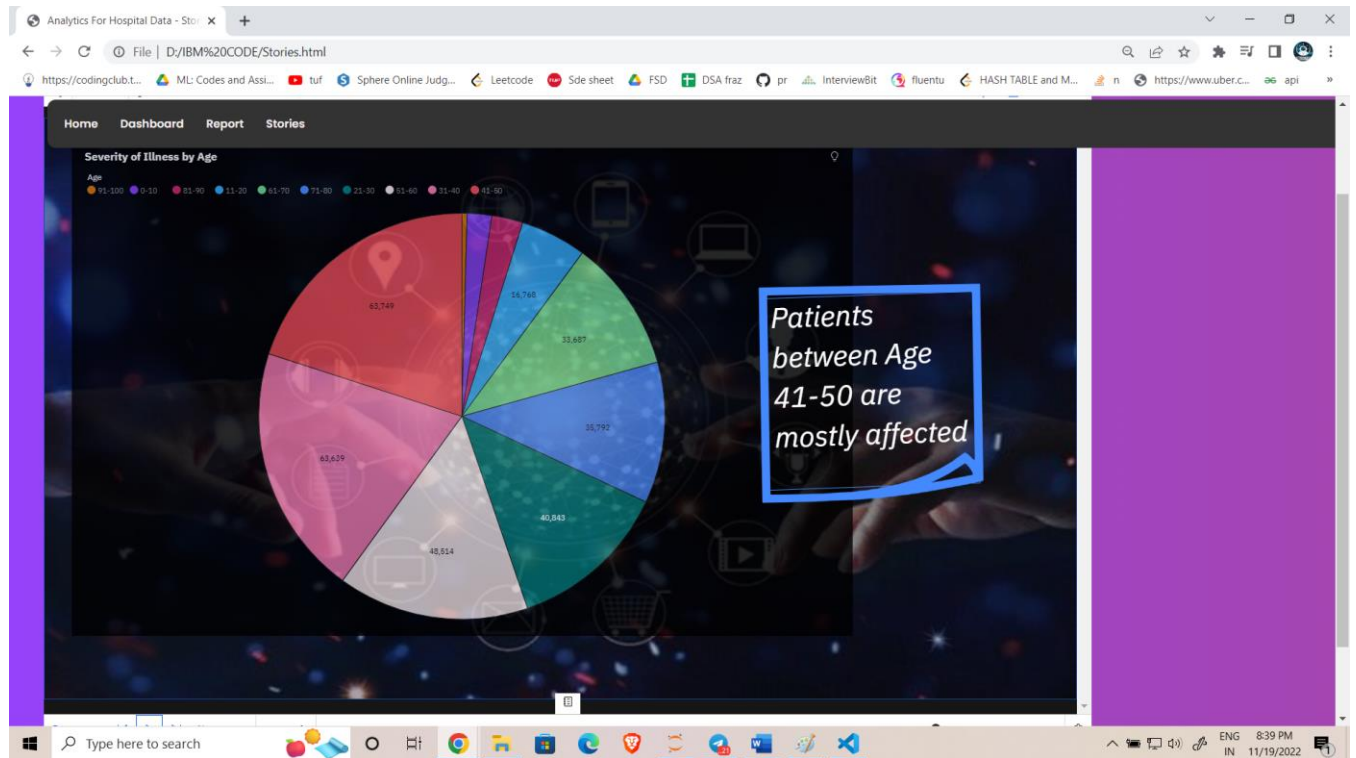 Analytics For Hospital Data - Stor
File | D:/IBM%20CODE/Stories.html
https://codingclub.t... ML: Codes and Assi... tuf Sphere Online Judg... Leetcode Sde sheet FSD DSA fraz pr InterviewBit fluentu HASH TABLE and M... n https://www.uber.c... api »
Home Dashboard Report Stories
Severity of Illness by Age
Age
91-100 0-10 81-90 11-20 61-70 71-80 21-30 51-60 31-40 41-50
63,749
16,768
33,687
35,792
40,843
48,514
63,639
Patients
between Age
41-50 are
mostly affected
Type here to search
ENG 8:39 PM
IN 11/19/2022